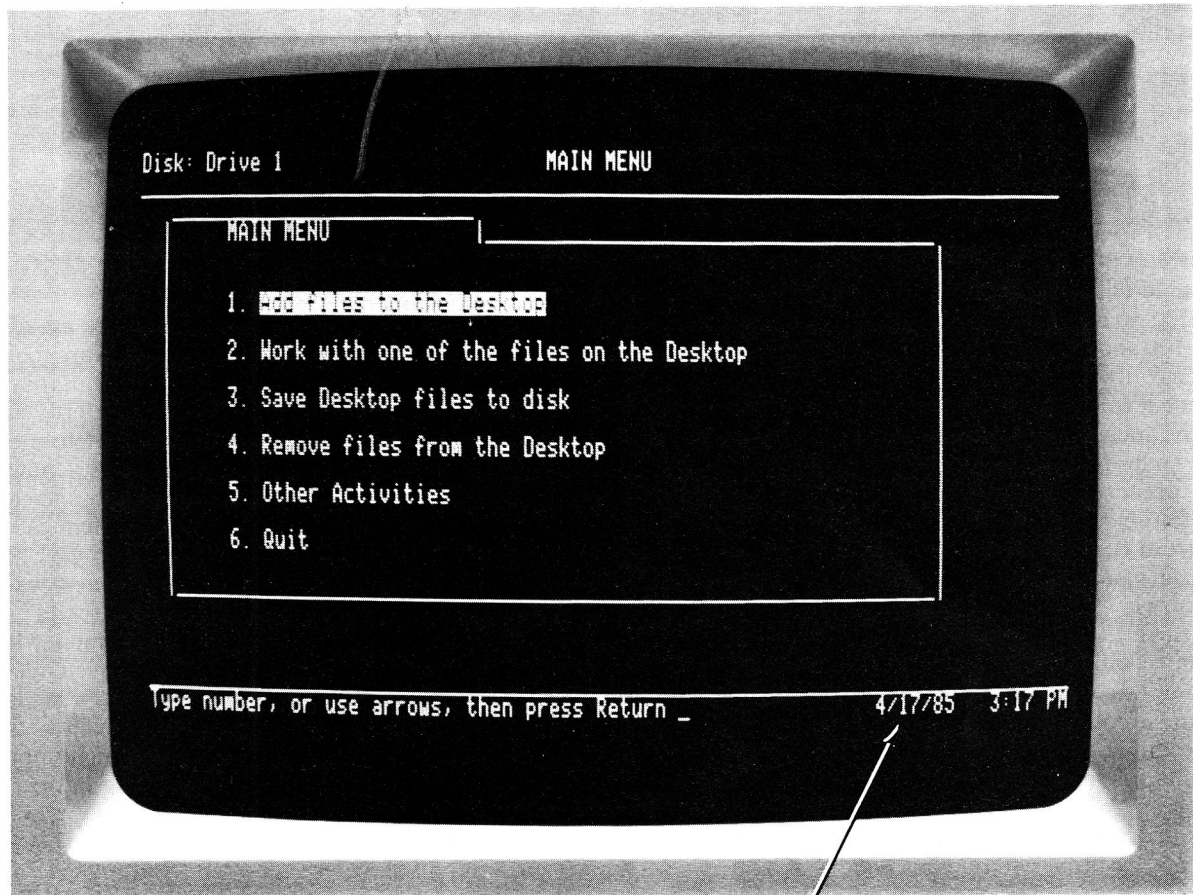 Disk: Drive 1 MAIN MENU
MAIN MENU
1. Add files to the Desktop
2. Work with one of the files on the Desktop
3. Save Desktop files to disk
4. Remove files from the Desktop
5. Other Activities
6. Quit
Type number, or use arrows, then press Return _ 4/17/85 3:17 PM